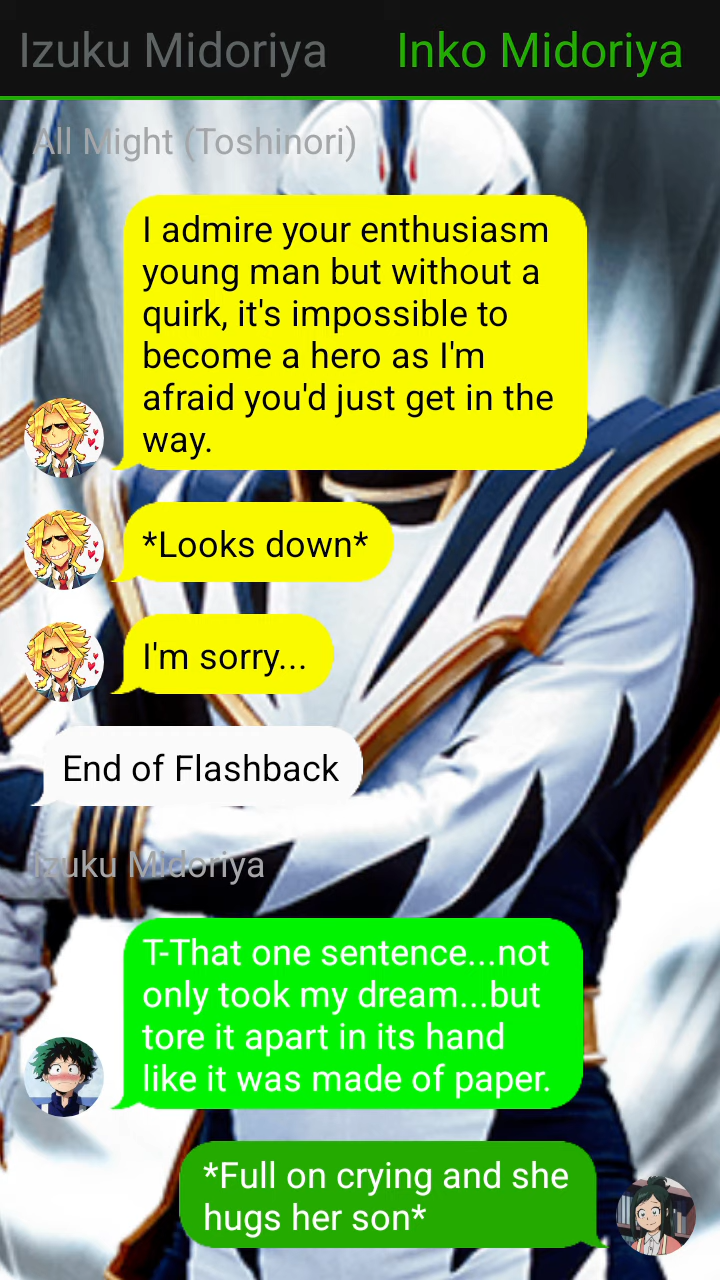 Izuku Midoriya Inko Midoriya
All Might (Toshinori)
I admire your enthusiasm
young man but without a
quirk, it's impossible to
become a hero as I'm
afraid you'd just get in the
way.
*Looks down*
I'm sorry...
End of Flashback
Izuku Midoriya
T-That one sentence...not
only took my dream...but
tore it apart in its hand
like it was made of paper.
*Full on crying and she
hugs her son*